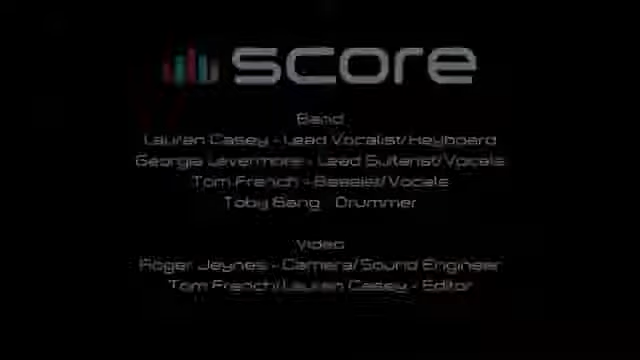 score
Band
Lauren Casey - Lead Vocalist/Keyboard
Georgia Levermore - Lead Guitarist/Vocals
Tom French - Bassist/Vocals
Toby Gang - Drummer
Video
Roger Jeynes - Camera/Sound Engineer
Tom French/Lauren Casey - Editor